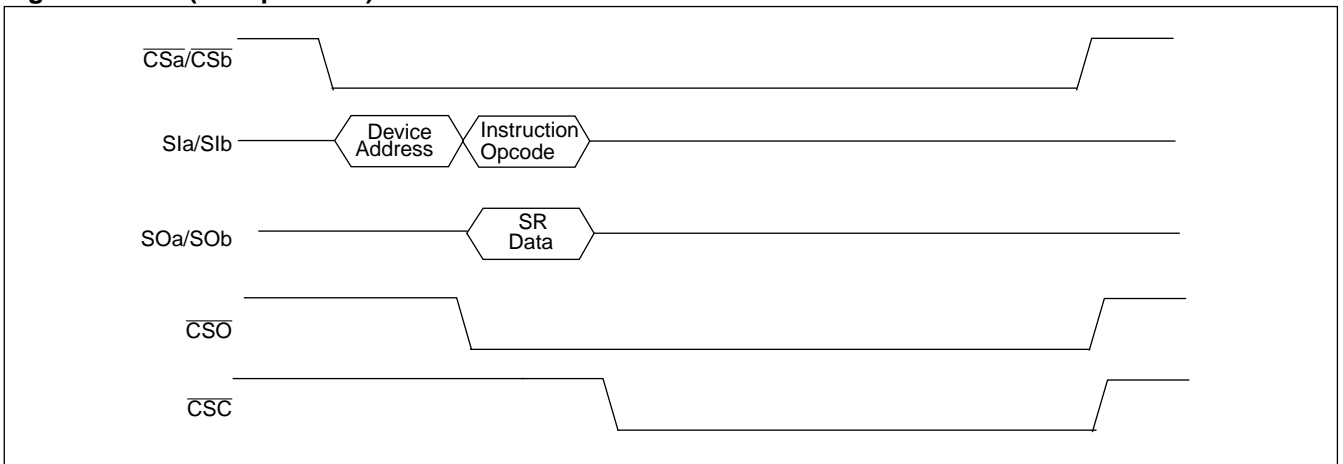 CSa/CSb
SIa/SIb
Device
Address
Instruction
Opcode
SOa/SOb
SR
Data
CSO
CSC